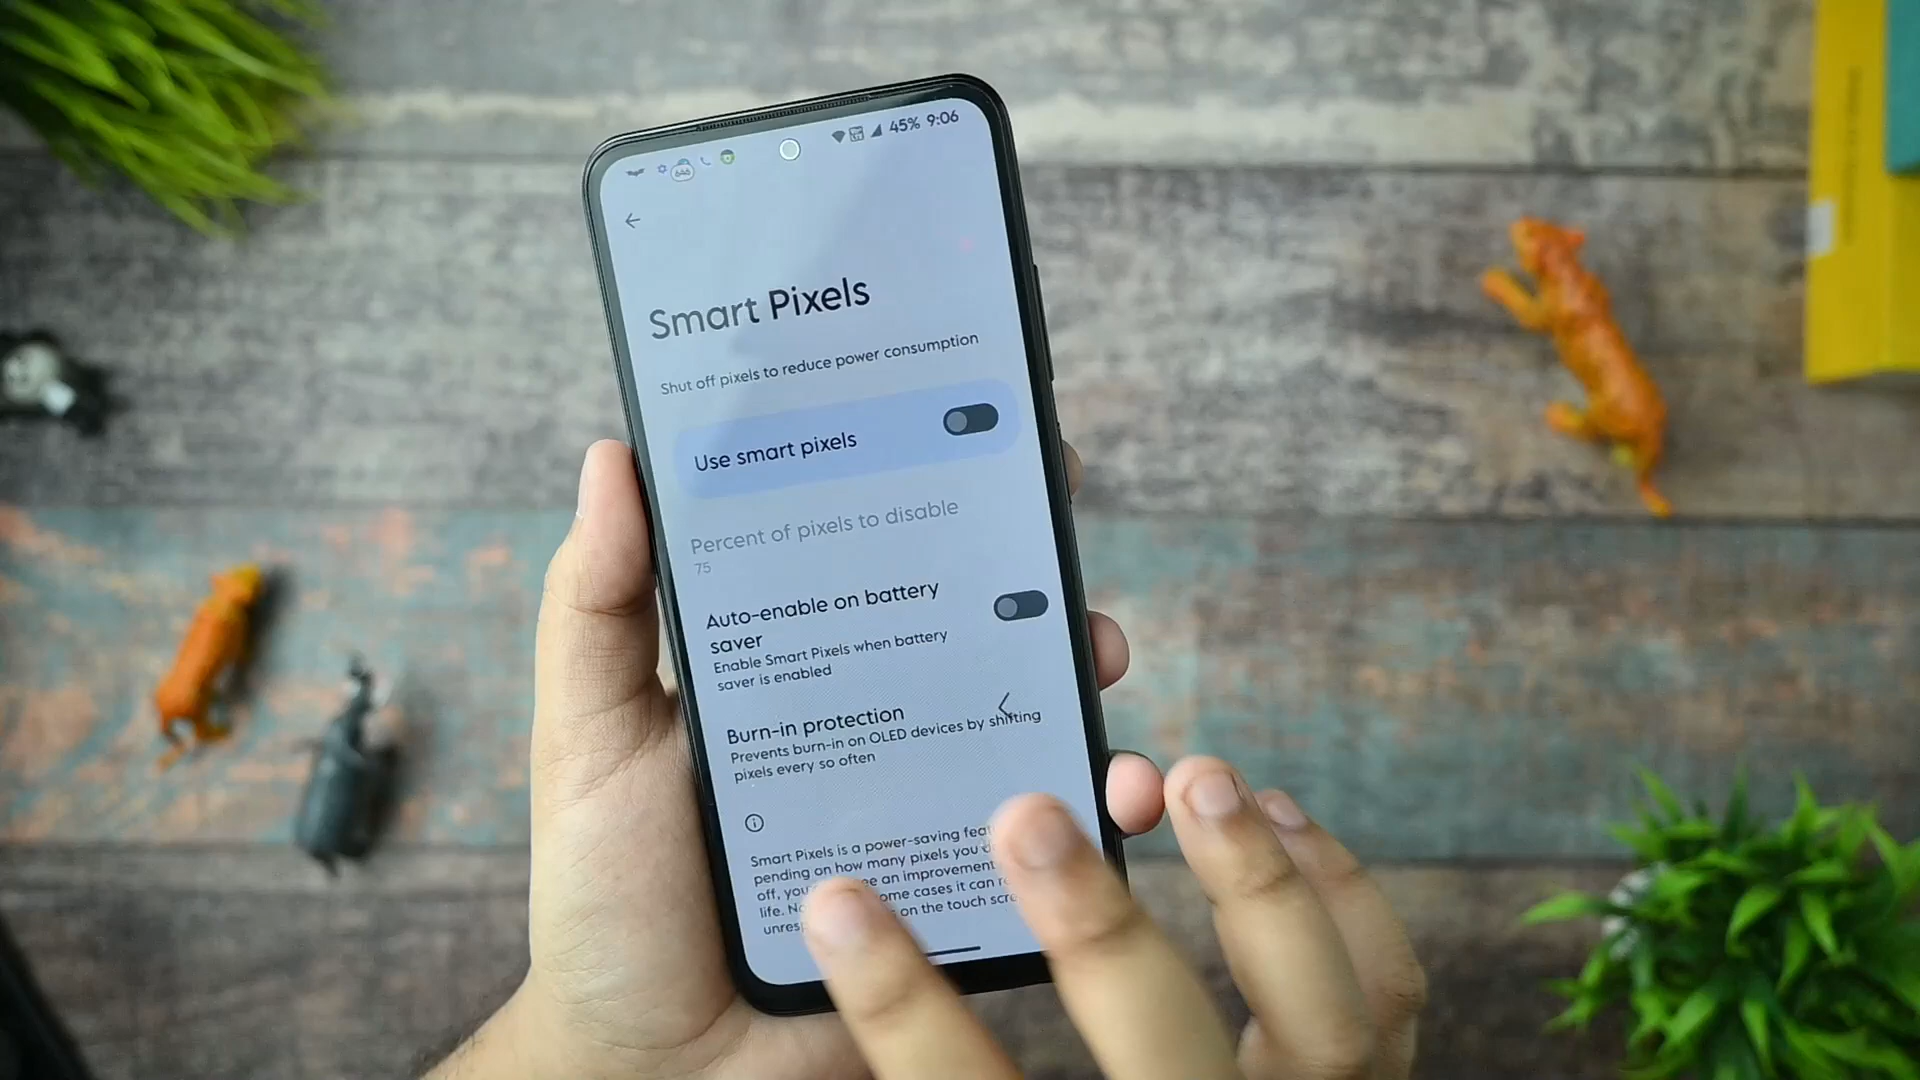 45% 9:06
646
Smart Pixels
Shut off pixels to reduce power consumption
Use smart pixels
Percent of pixels to disable
75
Auto-enable on battery
saver
Enable Smart Pixels when battery
saver is enabled
Burn-in protection
Prevents burn-in on OLED devices by shifting
pixels every so often
Smart Pixels is a power-saving
pending on how many pixels you
off, an improvement
life. some cases it can
on the touch